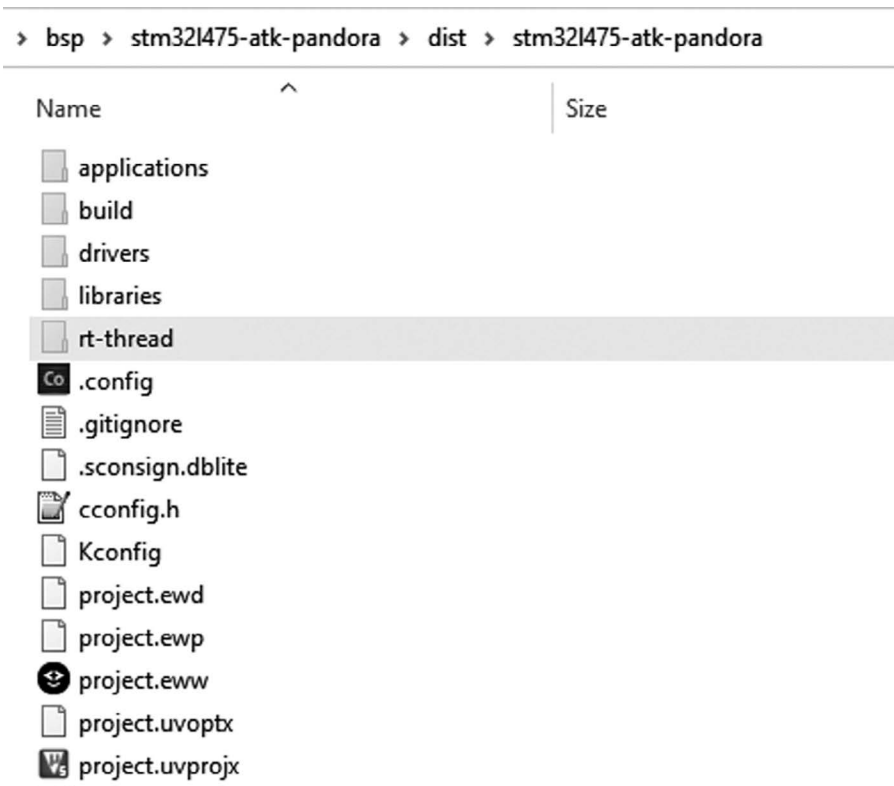 > bsp > stm32l475-atk-pandora > dist > stm32l475-atk-pandora
Name Size
applications
build
drivers
libraries
rt-thread
Co .config
.gitignore
.sconsign.dblite
cconfig.h
Kconfig
project.ewd
project.ewp
project.eww
project.uvoptx
project.uvprojx